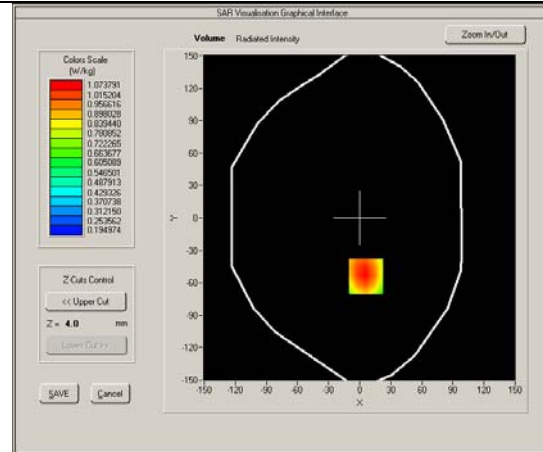 SAR Visualisation Graphical Interface
Volume Radiated Intensity
Zoom In/Out
Colors Scale
(W/kg)
1.073791
1.015204
0.956616
0.898028
0.839440
0.780852
0.722265
0.663677
0.605089
0.546501
0.487913
0.429326
0.370738
0.312150
0.253562
0.194974
Z-Cuts Control
<< Upper Cut
Z = 4.0 mm
Lower Cut >>
SAVE Cancel
150-
120-
90-
60-
30-
0-
-30-
-60-
-90-
-120-
-150-
Y
-150 -120 -90 -60 -30 0 30 60 90 120 150
X